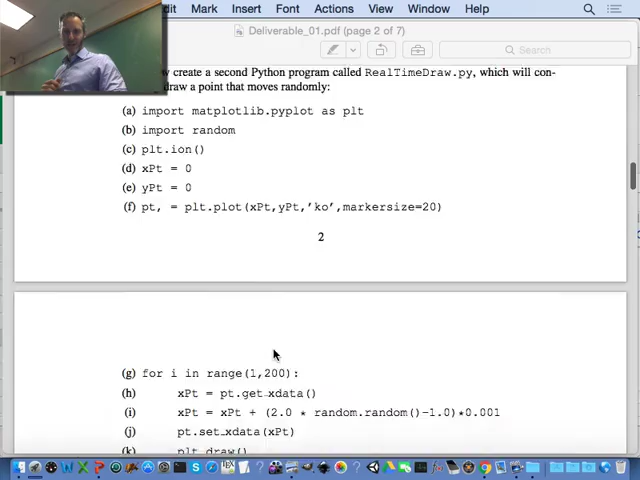 it Mark Insert Font Actions View Window Help
Deliverable_01.pdf (page 2 of 7)
Search
create a second Python program called RealTimeDraw.py, which will con-
draw a point that moves randomly:
(a) import matplotlib.pyplot as plt
(b) import random
(c) plt.ion()
(d) xPt = 0
(e) yPt = 0
(f) pt, = plt.plot(xPt,yPt,'ko',markersize=20)
2
(g) for i in range(1,200):
(h) xPt = pt.get_xdata()
(i) xPt = xPt + (2.0 * random.random()-1.0)*0.001
(j) pt.set_xdata(xPt)
(k) plt.draw()